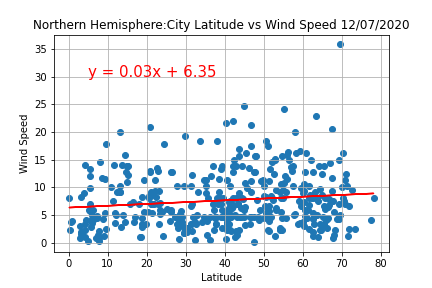 Northern Hemisphere:City Latitude vs Wind Speed 12/07/2020
35
30
25
20
15
10
5
0
Wind Speed
y = 0.03x + 6.35
0 10 20 30 40 50 60 70 80
Latitude